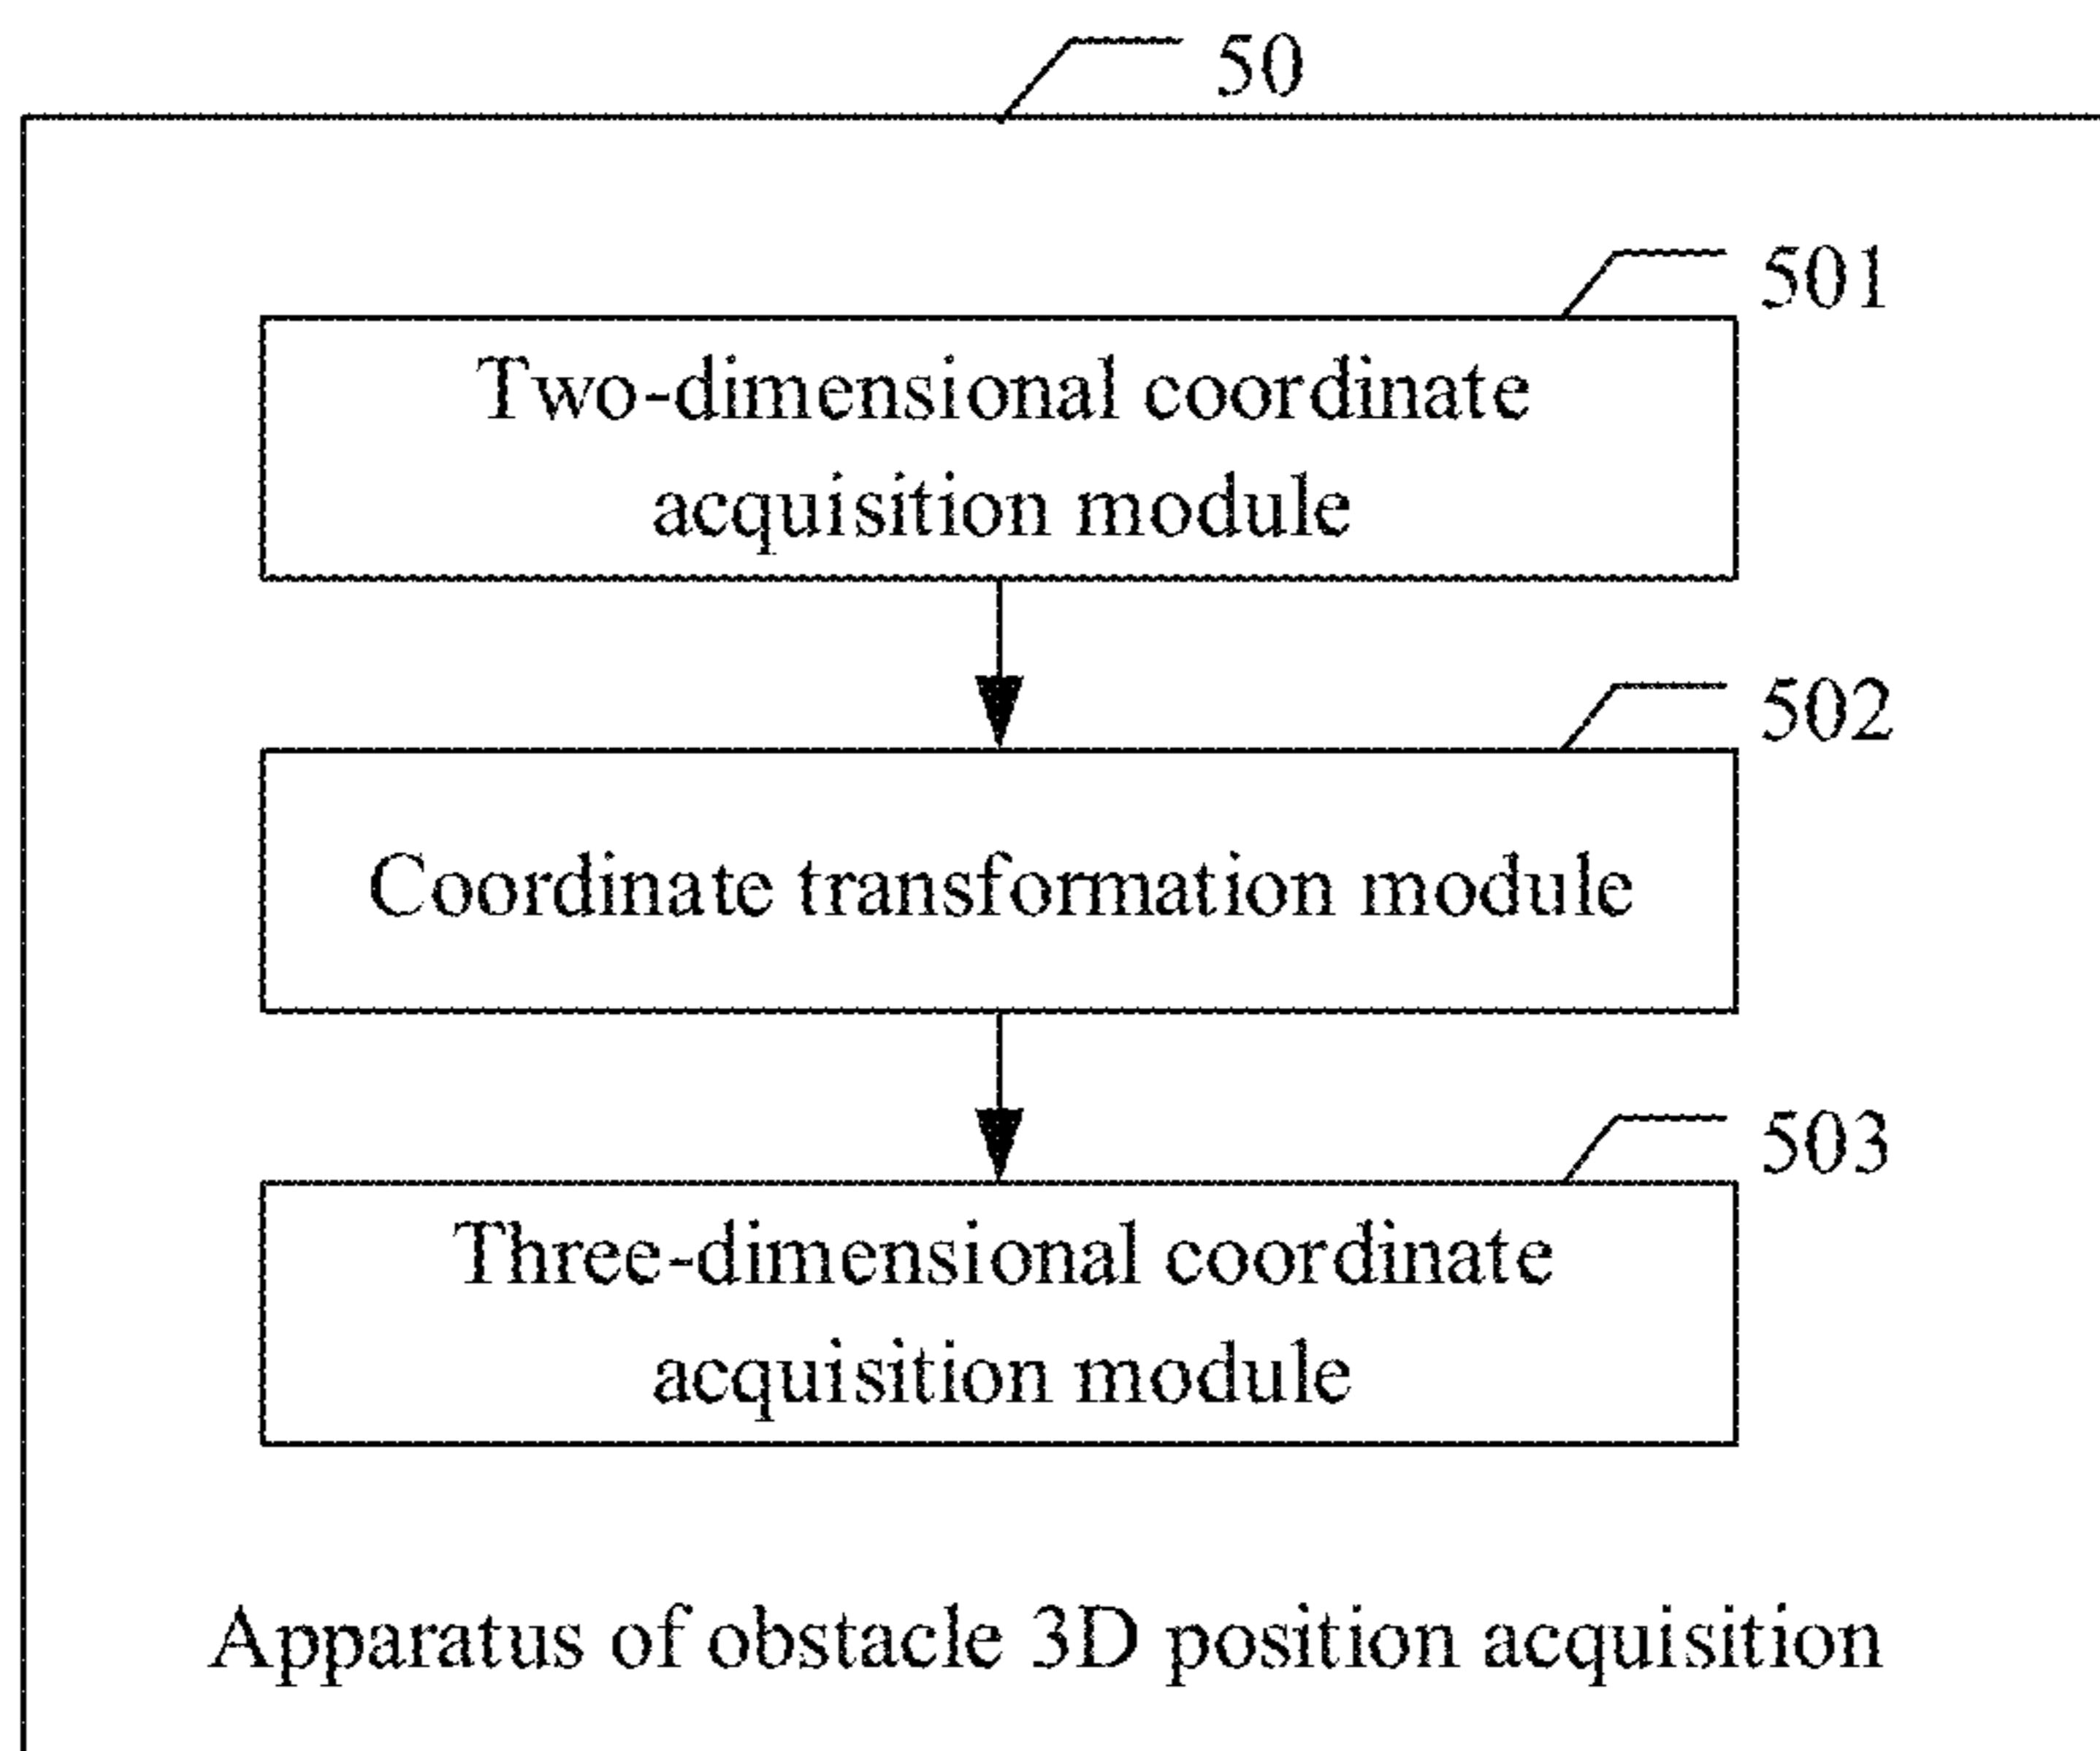 50
501
Two-dimensional coordinate
acquisition module
502
Coordinate transformation module
503
Three-dimensional coordinate
acquisition module
Apparatus of obstacle 3D position acquisition